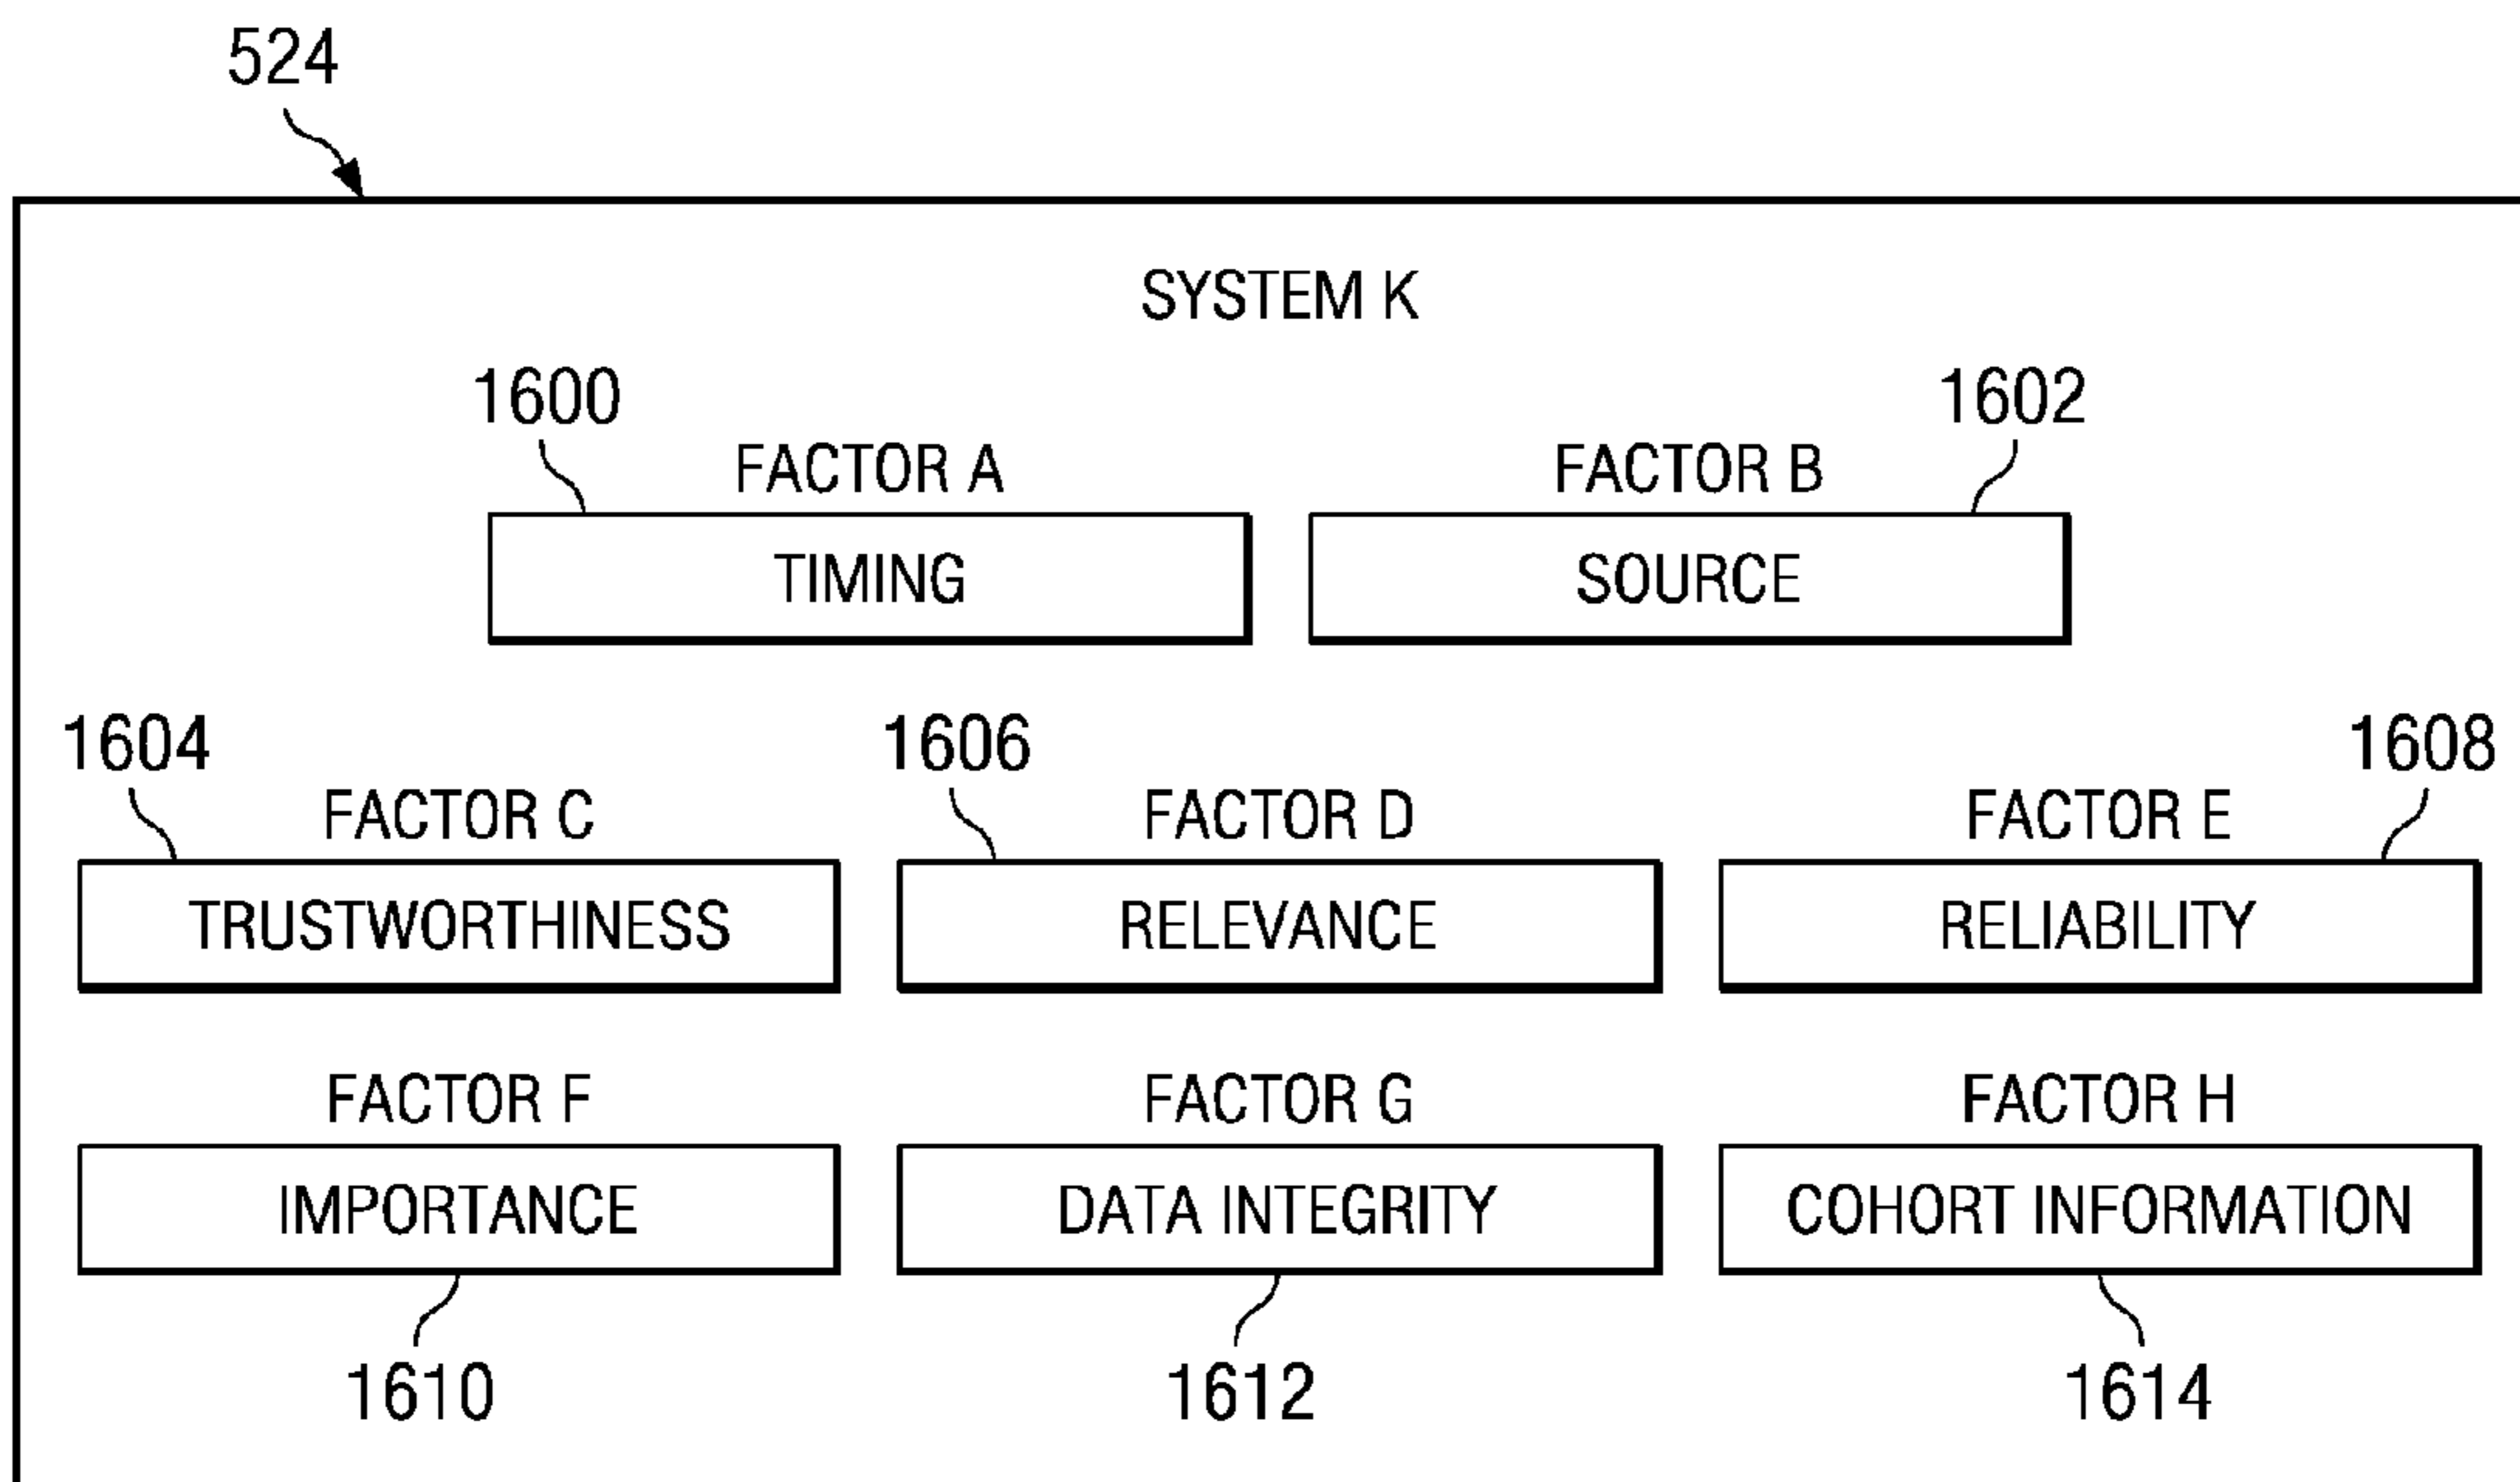 524
SYSTEM K
1600
1602
FACTOR A
FACTOR B
TIMING
SOURCE
1604
1606
1608
FACTOR C
FACTOR D
FACTOR E
TRUSTWORTHINESS
RELEVANCE
RELIABILITY
FACTOR F
FACTOR G
FACTOR H
IMPORTANCE
DATA INTEGRITY
COHORT INFORMATION
1610
1612
1614